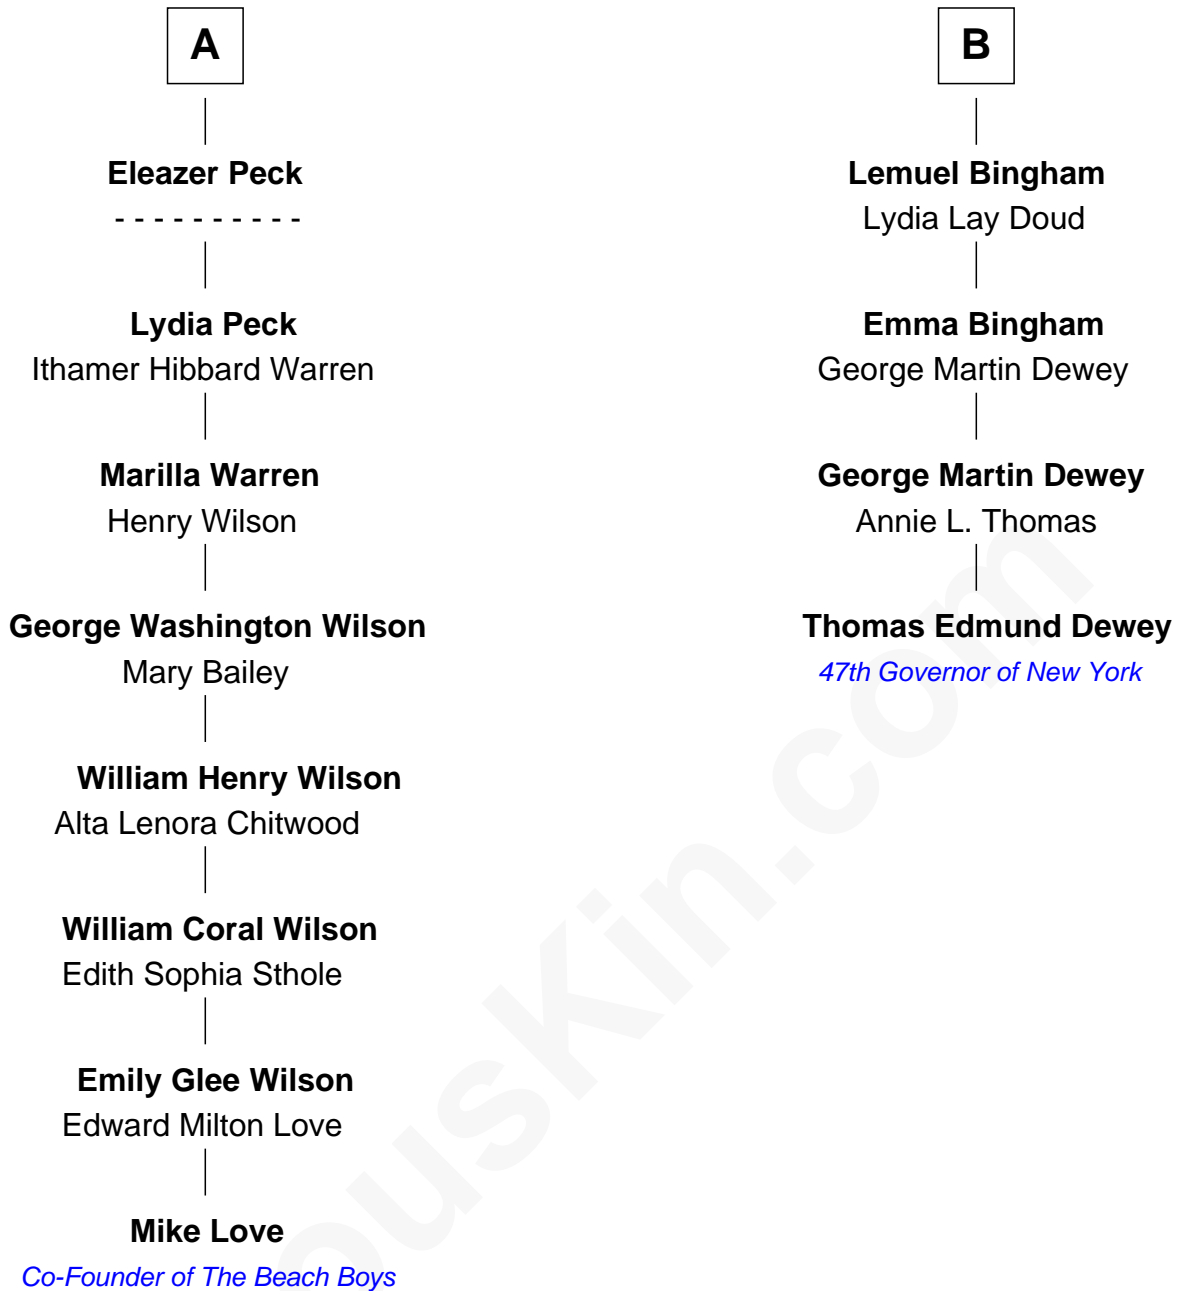 A
Eleazer Peck
- - - - - - - - - -
Lydia Peck
Ithamer Hibbard Warren
Marilla Warren
Henry Wilson
George Washington Wilson
Mary Bailey
William Henry Wilson
Alta Lenora Chitwood
William Coral Wilson
Edith Sophia Sthole
Emily Glee Wilson
Edward Milton Love
Mike Love
Co-Founder of The Beach Boys
B
Lemuel Bingham
Lydia Lay Doud
Emma Bingham
George Martin Dewey
George Martin Dewey
Annie L. Thomas
Thomas Edmund Dewey
47th Governor of New York
ousKin.com